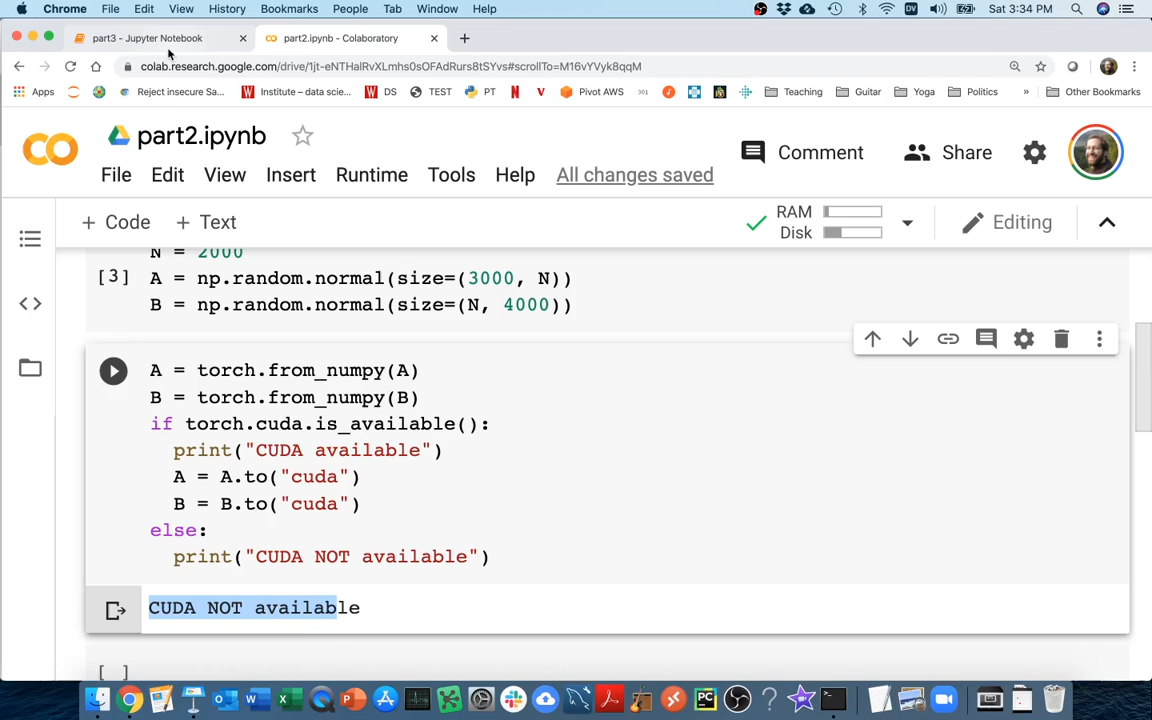 Chrome File Edit View History Bookmarks People Tab Window Help Sat 3:34 PM
part3 - Jupyter Notebook
part2.ipynb - Colaboratory
colab.research.google.com/drive/1jt-eNTHalRvXLmhs0sOFAdRurs8tSYvs#scrollTo=M16vYVyk8qqM
Apps Reject insecure Sa... Institute – data scie... DS TEST PT Pivot AWS 301 Teaching Guitar Yoga Politics » Other Bookmarks
part2.ipynb
Comment Share
File Edit View Insert Runtime Tools Help All changes saved
+ Code + Text RAM Disk Editing
N = 2000
[3] A = np.random.normal(size=(3000, N))
B = np.random.normal(size=(N, 4000))
A = torch.from_numpy(A)
B = torch.from_numpy(B)
if torch.cuda.is_available():
print("CUDA available")
A = A.to("cuda")
B = B.to("cuda")
else:
print("CUDA NOT available")
CUDA NOT available
[ ]